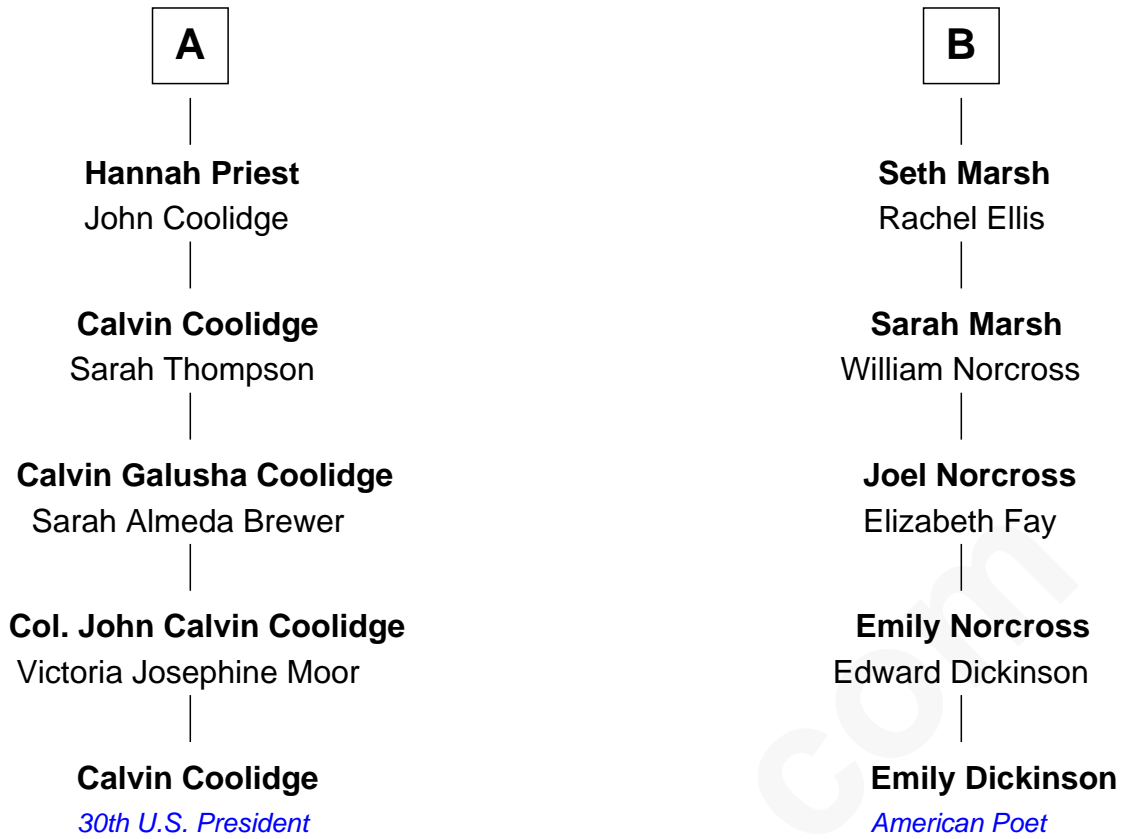 A
Hannah Priest
John Coolidge
Calvin Coolidge
Sarah Thompson
Calvin Galusha Coolidge
Sarah Almeda Brewer
Col. John Calvin Coolidge
Victoria Josephine Moor
Calvin Coolidge
30th U.S. President
B
Seth Marsh
Rachel Ellis
Sarah Marsh
William Norcross
Joel Norcross
Elizabeth Fay
Emily Norcross
Edward Dickinson
Emily Dickinson
American Poet
com